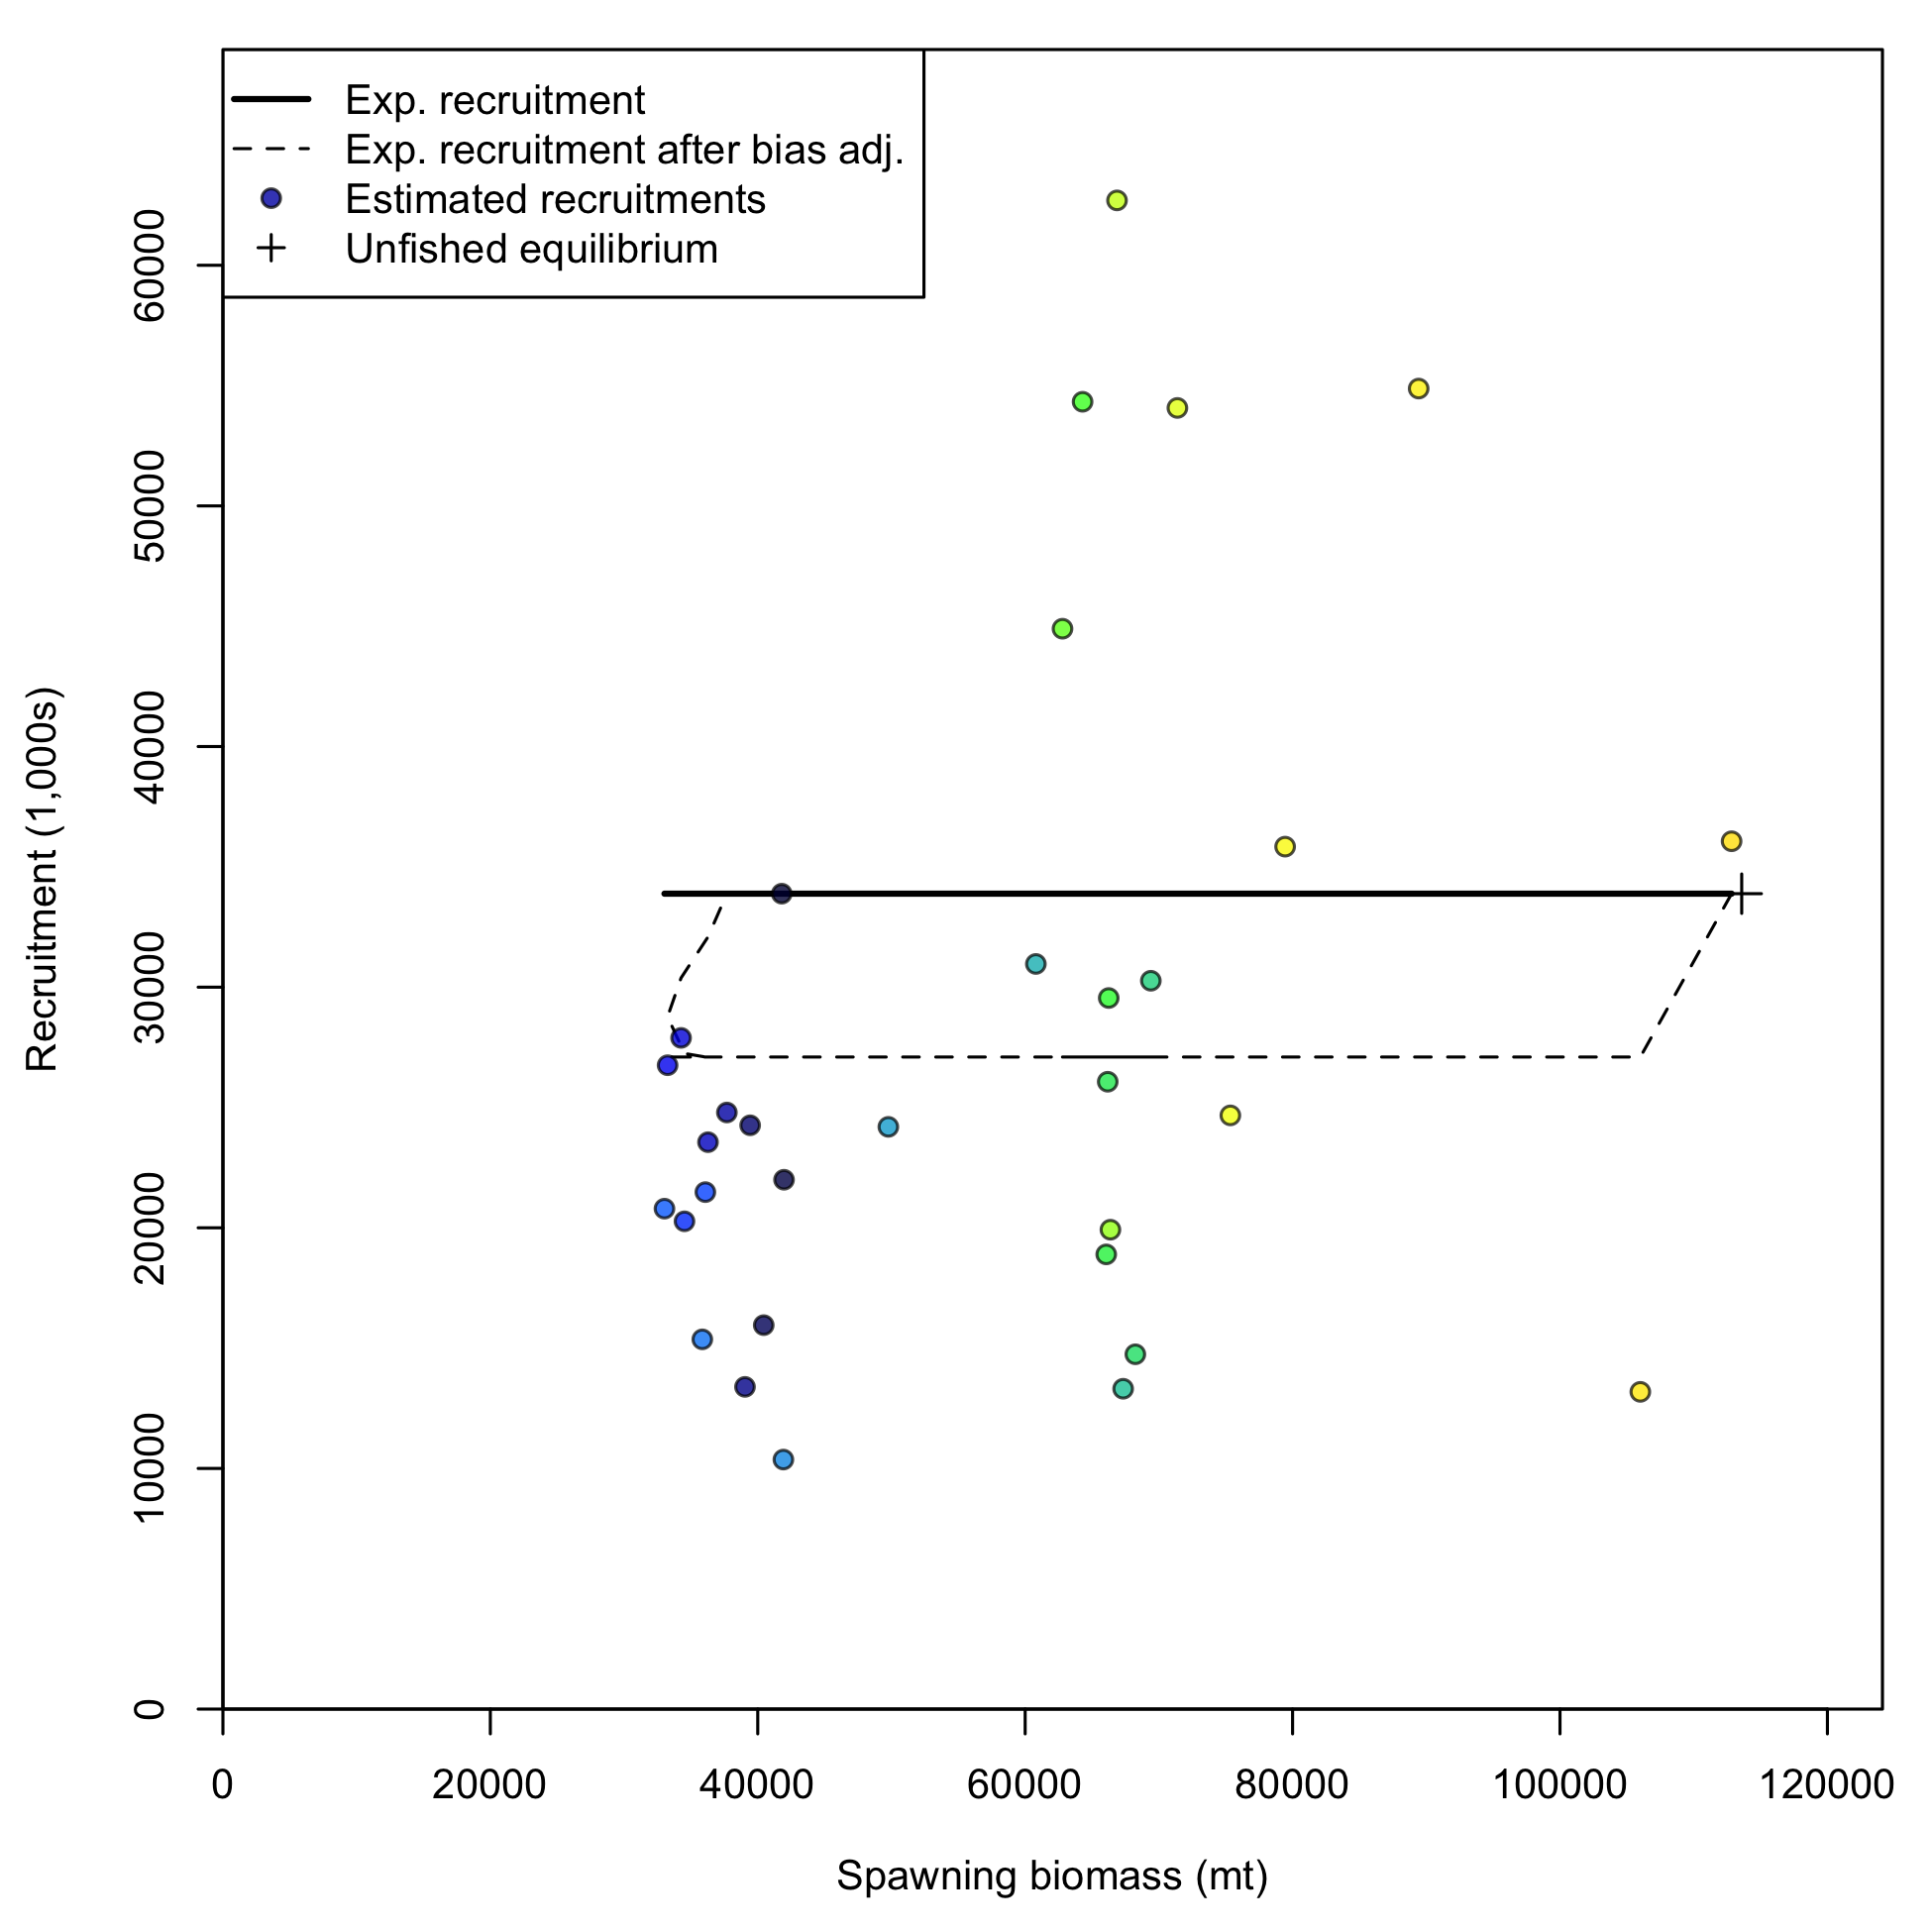 Exp. recruitment
Exp. recruitment after bias adj.
Estimated recruitments
Unfished equilibrium
Recruitment (1,000s)
60000
50000
40000
30000
20000
10000
0
0 20000 40000 60000 80000 100000 120000
Spawning biomass (mt)